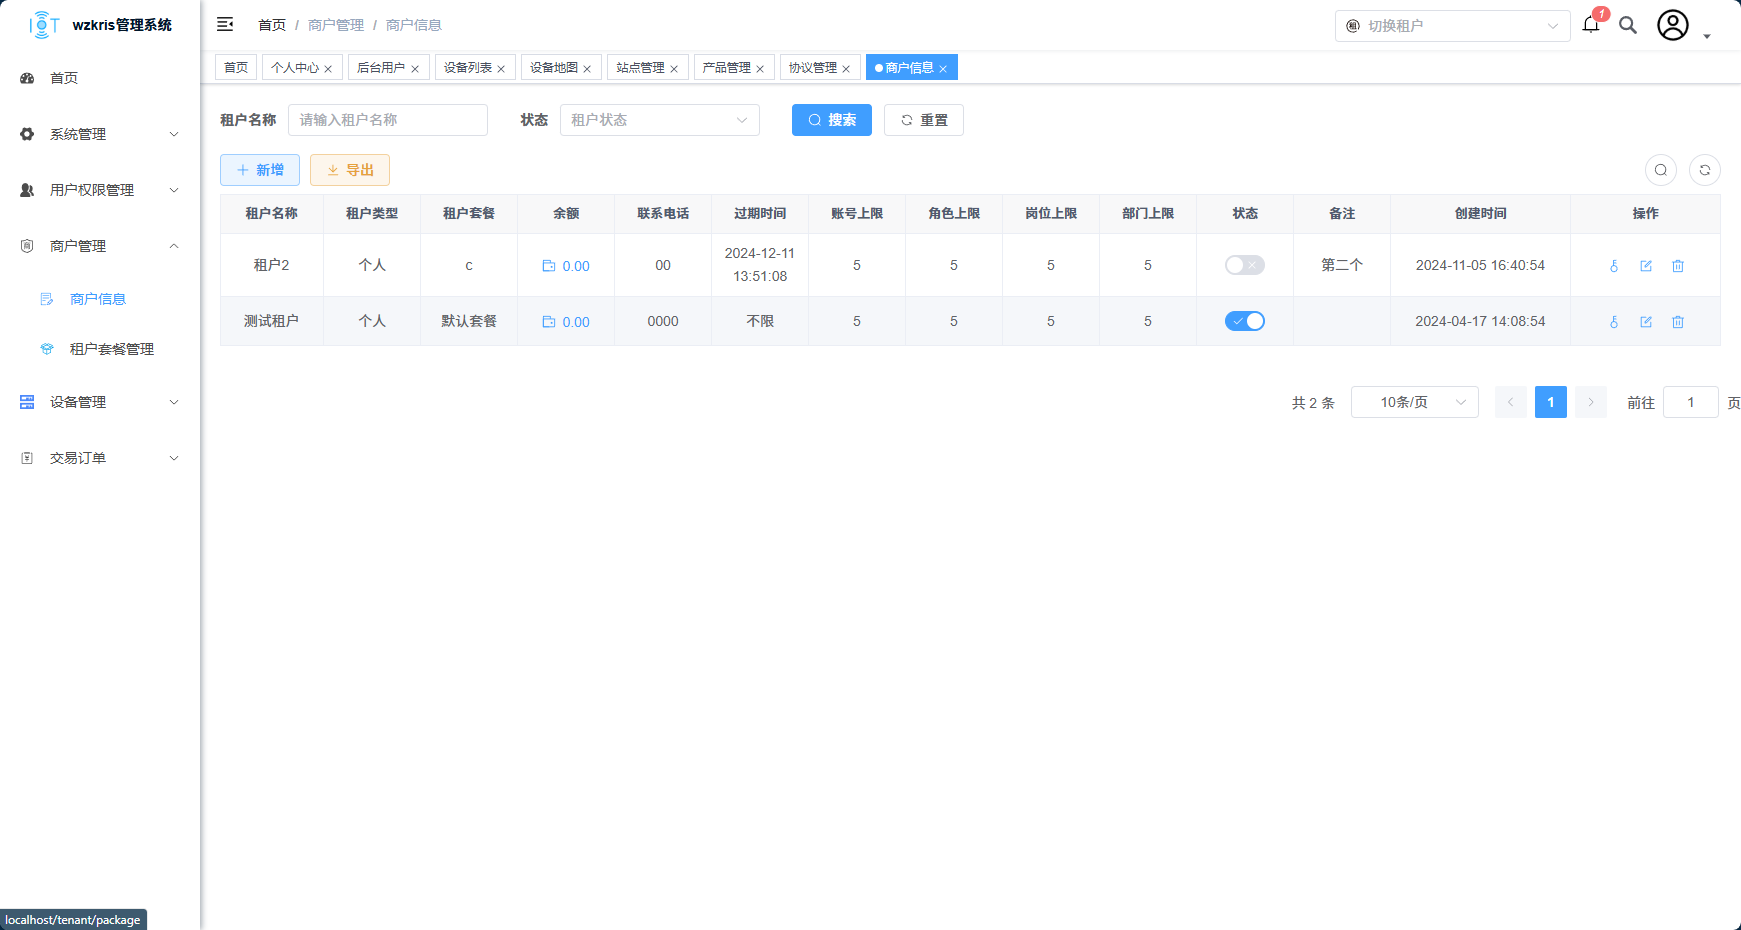 IOT wzkris管理系统
首页
系统管理
用户权限管理
商户管理
商户信息
租户套餐管理
设备管理
交易订单
首页 / 商户管理 / 商户信息
租 切换租户
1
首页 个人中心 后台用户 设备列表 设备地图 站点管理 产品管理 协议管理 商户信息
租户名称 请输入租户名称 状态 租户状态 搜索 重置
新增 导出
租户名称 租户类型 租户套餐 余额 联系电话 过期时间 账号上限 角色上限 岗位上限 部门上限 状态 备注 创建时间 操作
租户2 个人 c 0.00 00 2024-12-11 13:51:08 5 5 5 5 第二个 2024-11-05 16:40:54
测试租户 个人 默认套餐 0.00 0000 不限 5 5 5 5 2024-04-17 14:08:54
共 2 条 10条/页 1 前往 1 页
localhost/tenant/package